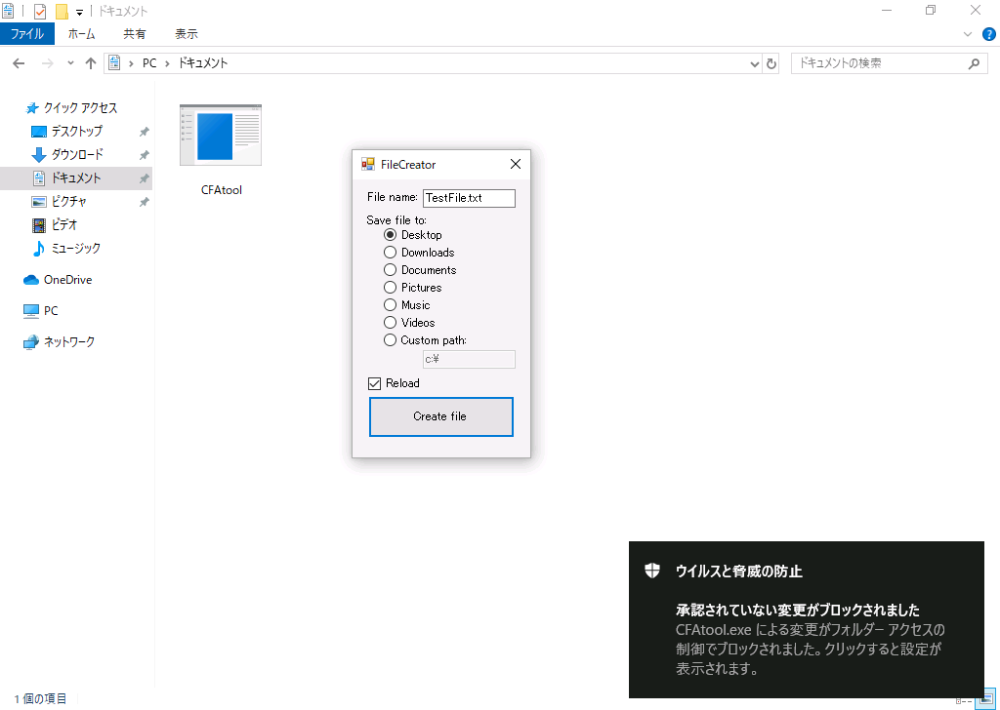 ドキュメント
ファイル ホーム 共有 表示
PC ドキュメント
ドキュメントの検索
クイック アクセス
デスクトップ
ダウンロード
ドキュメント
ピクチャ
ビデオ
ミュージック
OneDrive
PC
ネットワーク
CFAtool
FileCreator
File name: TestFile.txt
Save file to:
Desktop
Downloads
Documents
Pictures
Music
Videos
Custom path:
c:¥
Reload
Create file
ウイルスと脅威の防止
承認されていない変更がブロックされました
CFAtool.exe による変更がフォルダー アクセスの
制御でブロックされました。クリックすると設定が
表示されます。
1 個の項目